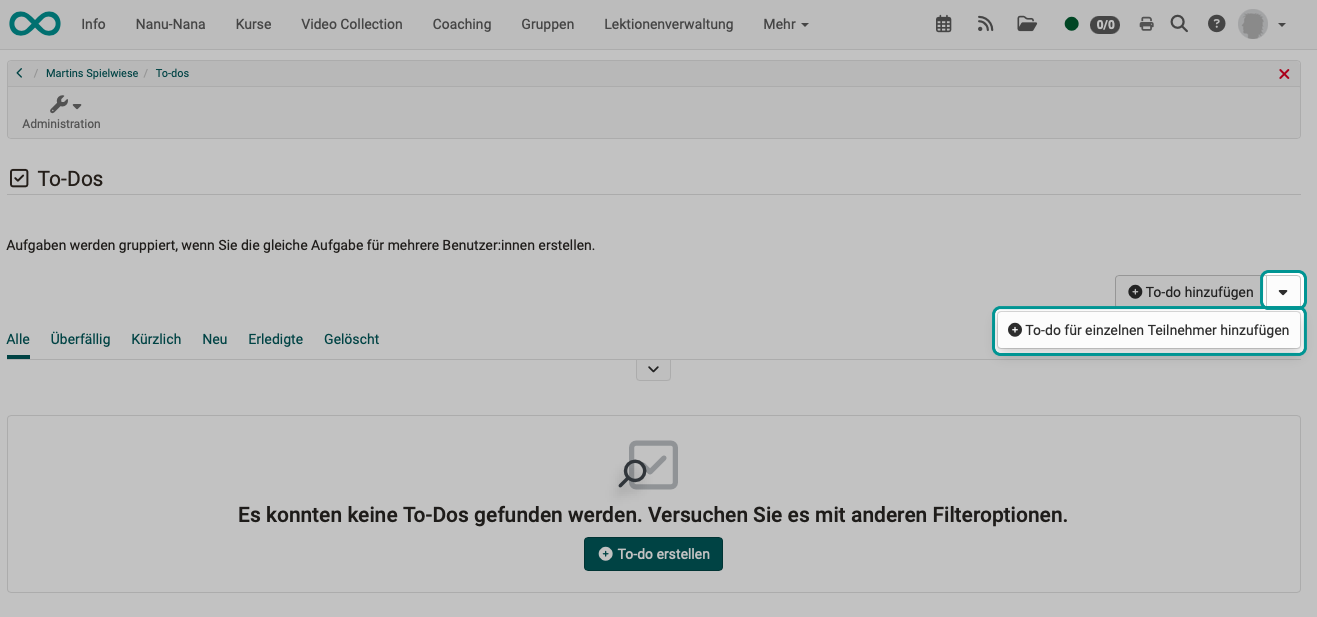 Info Nanu-Nana Kurse Video Collection Coaching Gruppen Lektionenverwaltung Mehr 0/0
/ Martins Spielwiese / To-dos
Administration
To-Dos
Aufgaben werden gruppiert, wenn Sie die gleiche Aufgabe für mehrere Benutzer:innen erstellen.
To-do hinzufügen
To-do für einzelnen Teilnehmer hinzufügen
Alle Überfällig Kürzlich Neu Erledigte Gelöscht
Es konnten keine To-Dos gefunden werden. Versuchen Sie es mit anderen Filteroptionen.
To-do erstellen